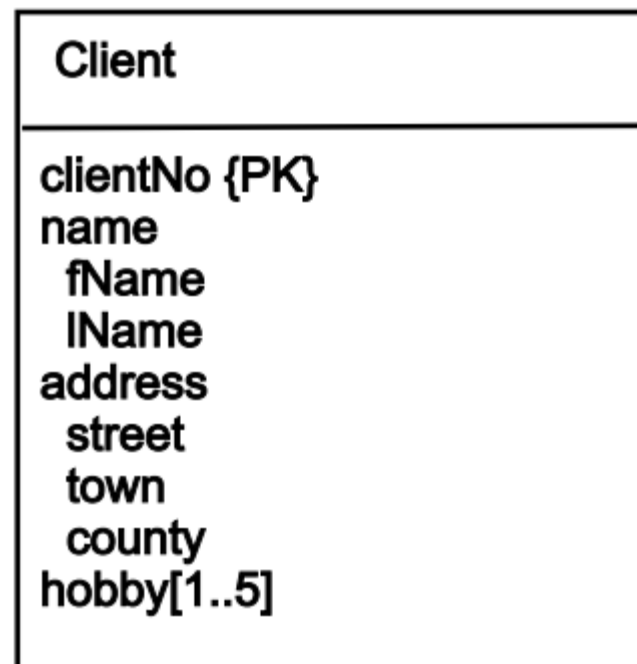 Client
clientNo {PK}
name
fName
lName
address
street
town
county
hobby[1..5]